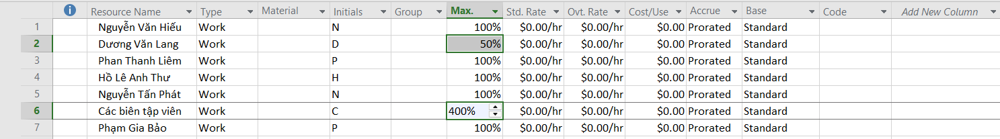 Resource Name Type Material Initials Group Max. Std. Rate Ovt. Rate Cost/Use Accrue Base Code Add New Column
1 Nguyễn Văn Hiếu Work N 100% $0.00/hr $0.00/hr $0.00 Prorated Standard
2 Dương Văn Lang Work D 50% $0.00/hr $0.00/hr $0.00 Prorated Standard
3 Phan Thanh Liêm Work P 100% $0.00/hr $0.00/hr $0.00 Prorated Standard
4 Hồ Lê Anh Thư Work H 100% $0.00/hr $0.00/hr $0.00 Prorated Standard
5 Nguyễn Tấn Phát Work N 100% $0.00/hr $0.00/hr $0.00 Prorated Standard
6 Các biên tập viên Work C 400% $0.00/hr $0.00/hr $0.00 Prorated Standard
7 Phạm Gia Bảo Work P 100% $0.00/hr $0.00/hr $0.00 Prorated Standard